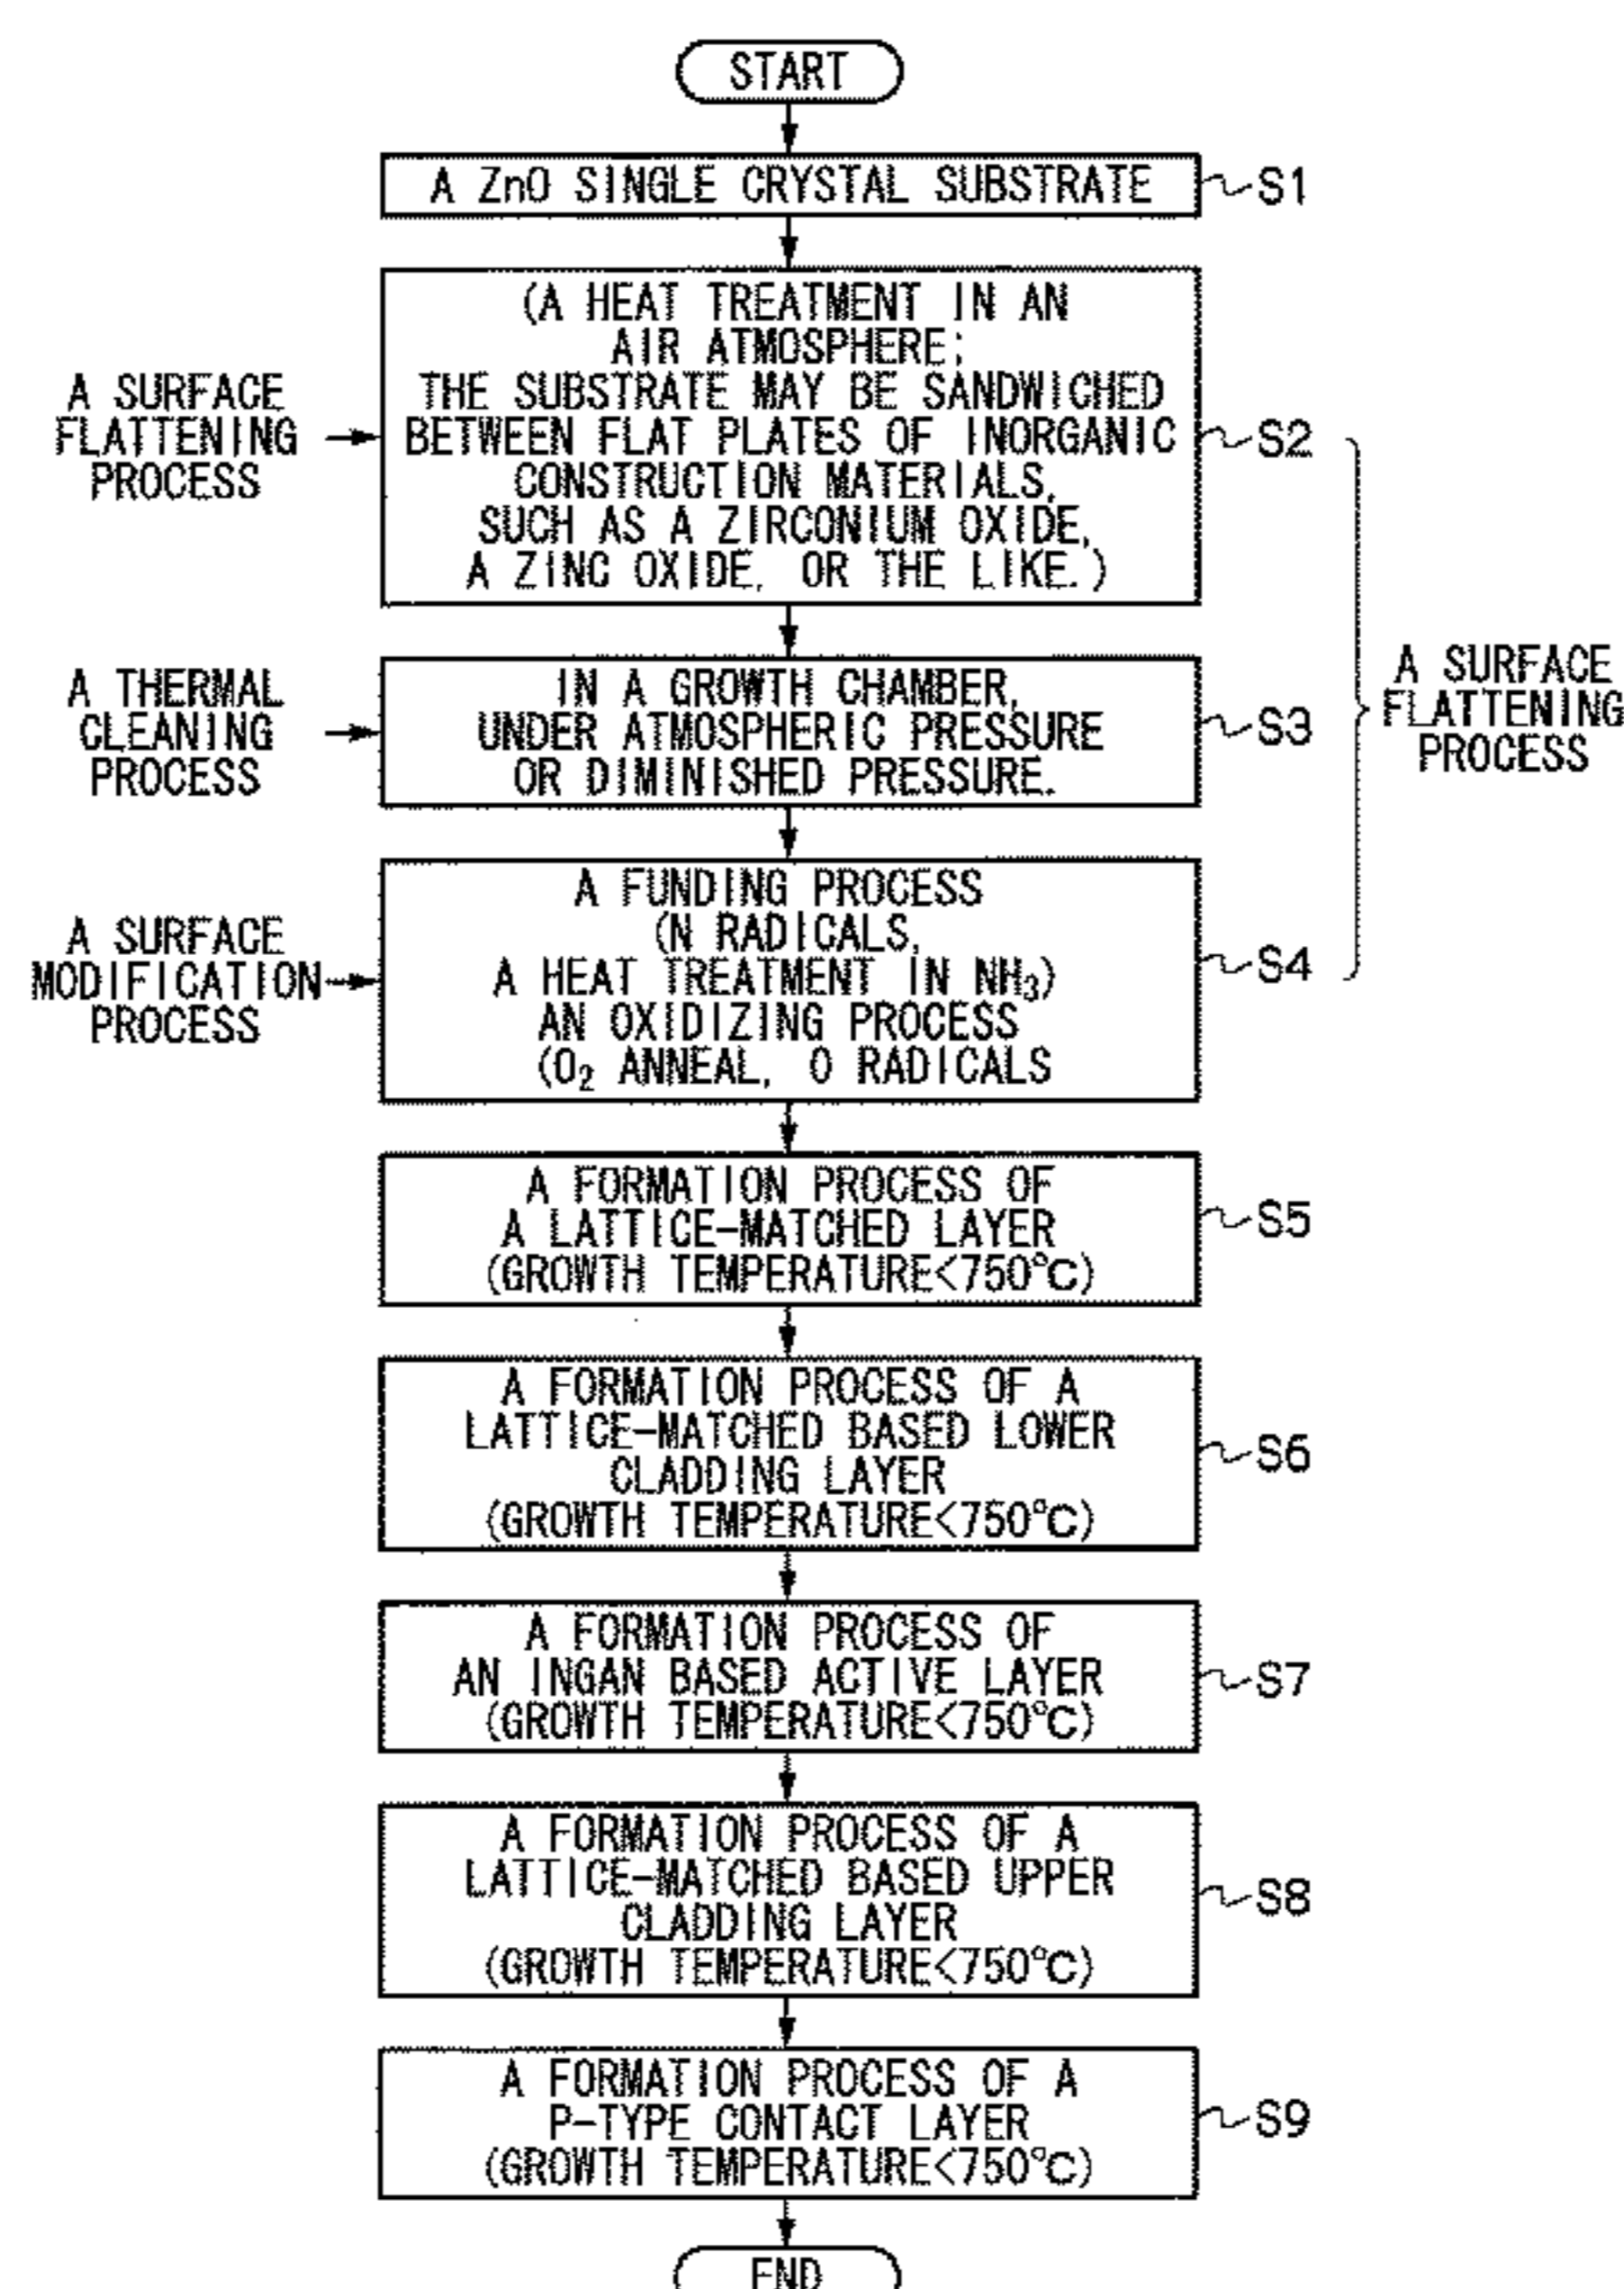 START
A ZnO SINGLE CRYSTAL SUBSTRATE
S1
(A HEAT TREATMENT IN AN
AIR ATMOSPHERE;
THE SUBSTRATE MAY BE SANDWICHED
BETWEEN FLAT PLATES OF INORGANIC
CONSTRUCTION MATERIALS,
SUCH AS A ZIRCONIUM OXIDE,
A ZINC OXIDE, OR THE LIKE.)
A SURFACE
FLATTENING
PROCESS
S2
IN A GROWTH CHAMBER,
UNDER ATMOSPHERIC PRESSURE
OR DIMINISHED PRESSURE.
A THERMAL
CLEANING
PROCESS
S3
A SURFACE
FLATTENING
PROCESS
A FUNDING PROCESS
(N RADICALS,
A HEAT TREATMENT IN NH₃)
AN OXIDIZING PROCESS
(O₂ ANNEAL, O RADICALS
A SURFACE
MODIFICATION
PROCESS
S4
A FORMATION PROCESS OF
A LATTICE-MATCHED LAYER
(GROWTH TEMPERATURE<750°C)
S5
A FORMATION PROCESS OF A
LATTICE-MATCHED BASED LOWER
CLADDING LAYER
(GROWTH TEMPERATURE<750°C)
S6
A FORMATION PROCESS OF
AN INGAN BASED ACTIVE LAYER
(GROWTH TEMPERATURE<750°C)
S7
A FORMATION PROCESS OF A
LATTICE-MATCHED BASED UPPER
CLADDING LAYER
(GROWTH TEMPERATURE<750°C)
S8
A FORMATION PROCESS OF A
P-TYPE CONTACT LAYER
(GROWTH TEMPERATURE<750°C)
S9
END